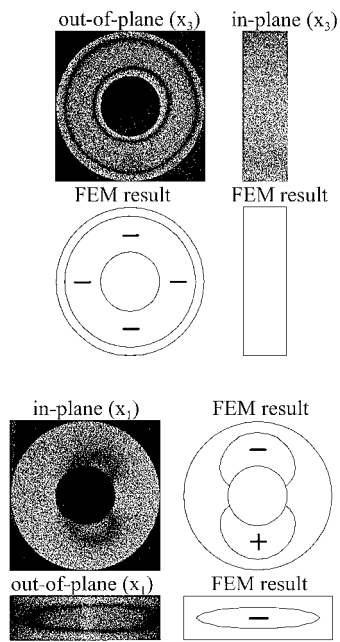 out-of-plane (x3) in-plane (x3)
FEM result FEM result
− − − −
in-plane (x1) FEM result
−
+
out-of-plane (x1) FEM result
−